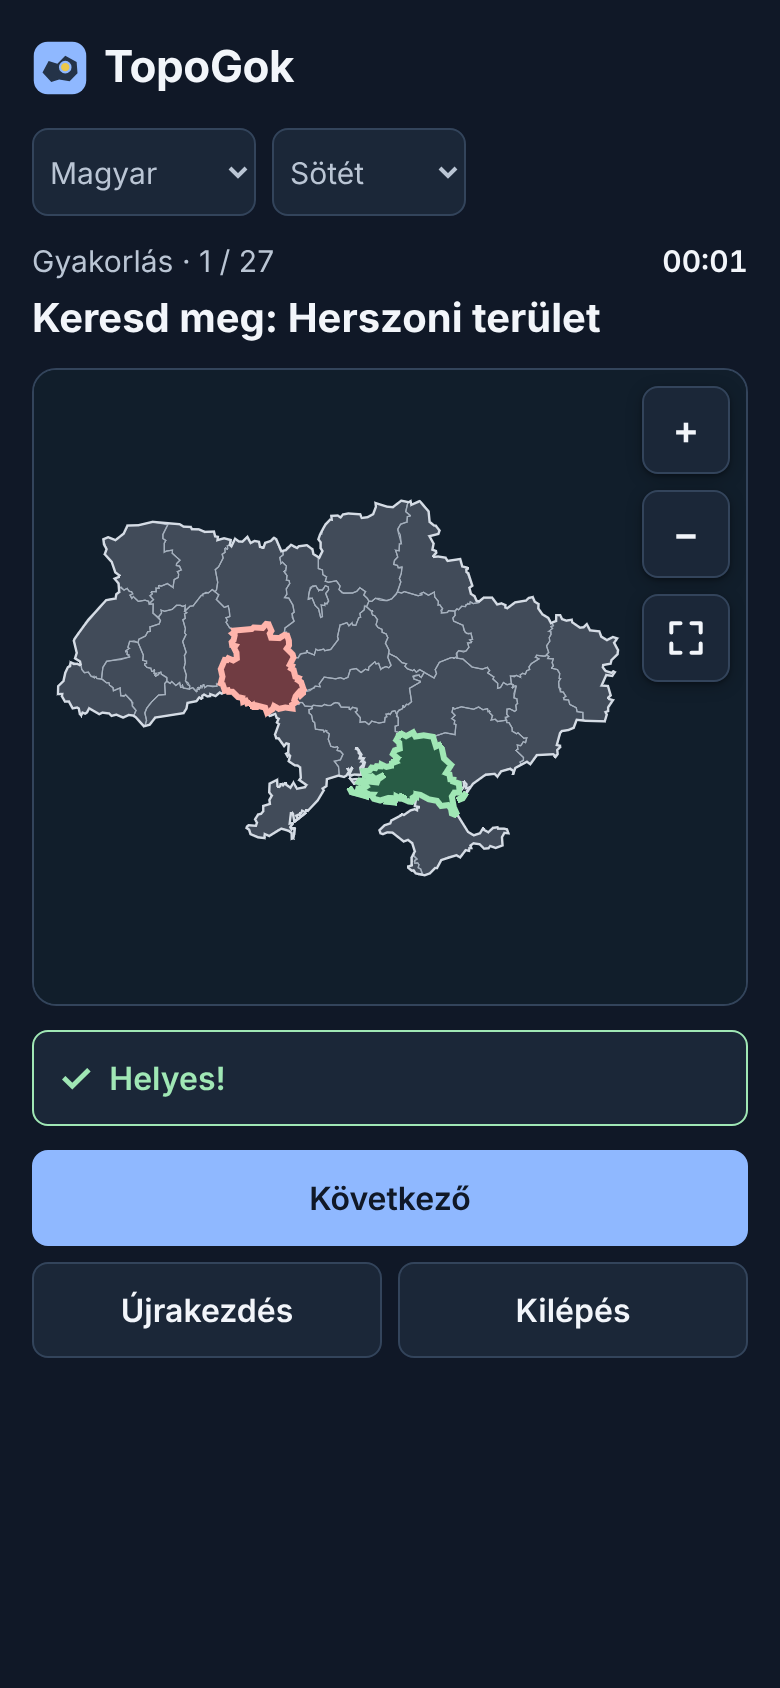 TopoGok
Magyar
Sötét
Gyakorlás · 1 / 27
00:01
Keresd meg: Herszoni terület
+
−
Helyes!
Következő
Újrakezdés
Kilépés